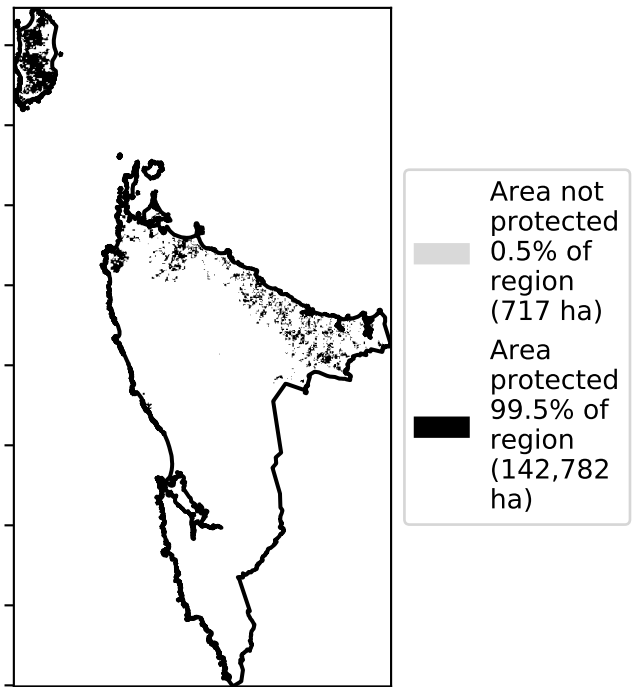 Area not
protected
0.5% of
region
(717 ha)
Area
protected
99.5% of
region
(142,782
ha)